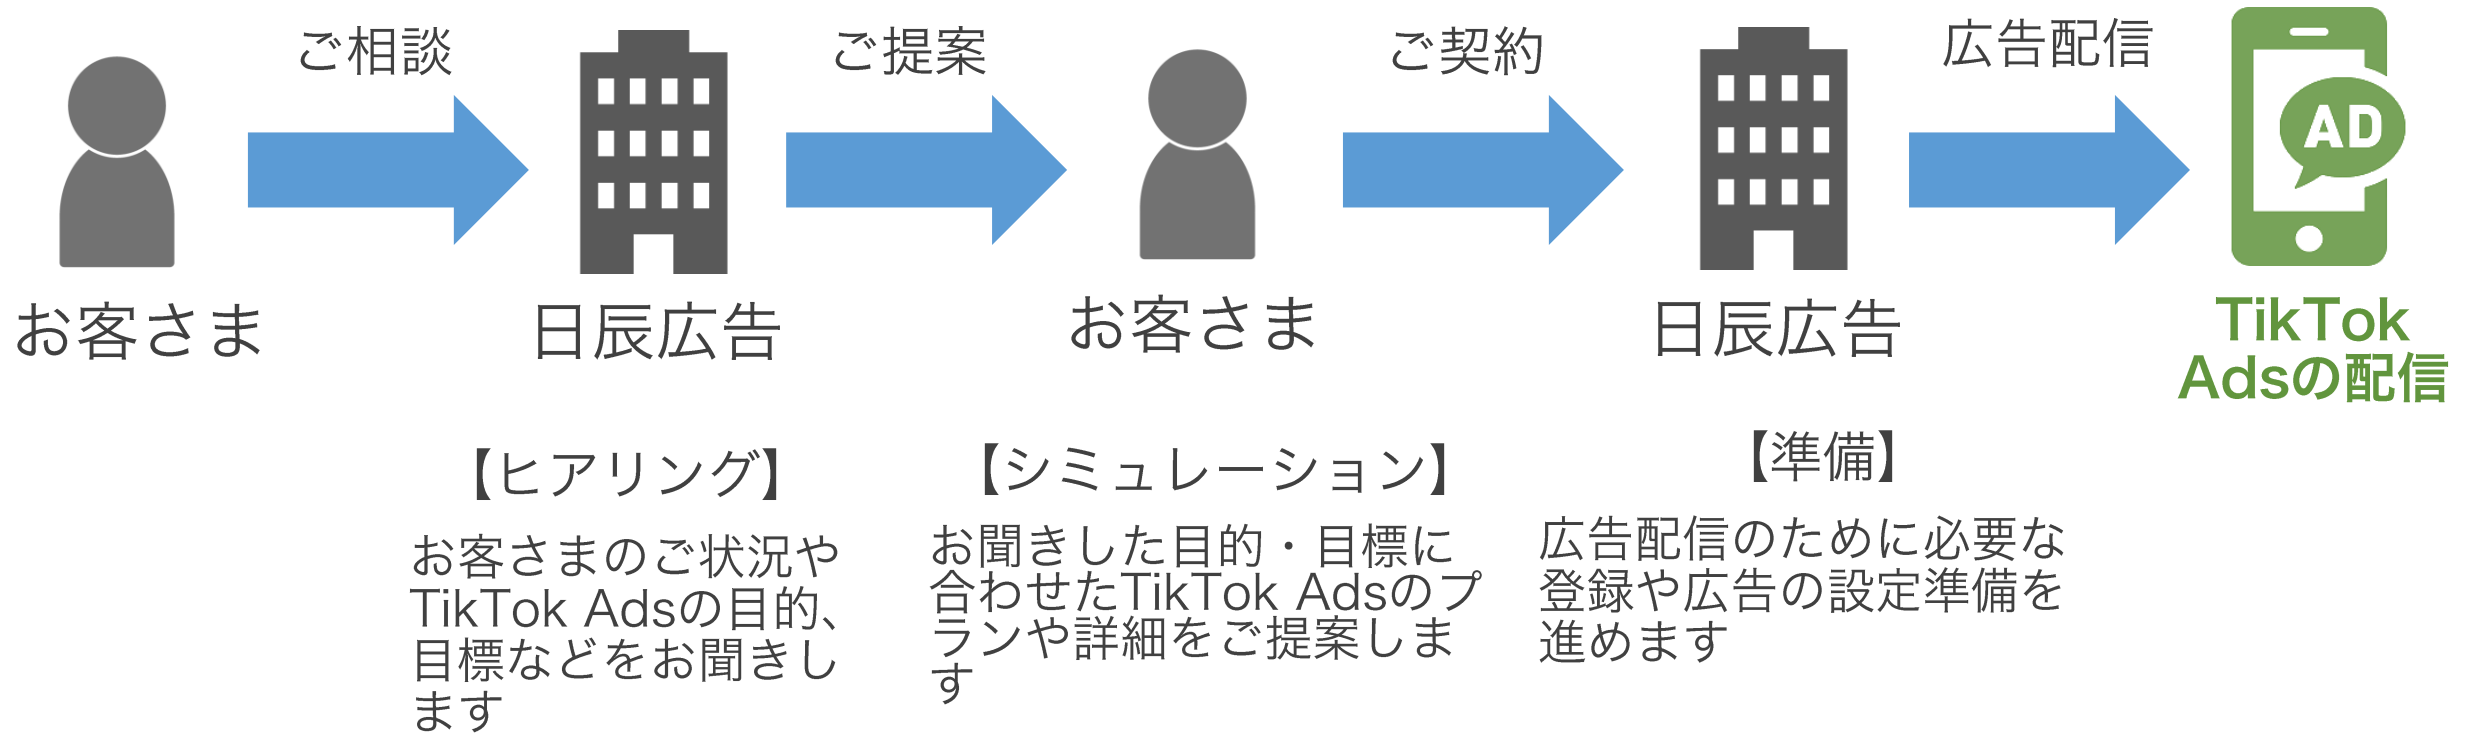 ご相談
ご提案
ご契約
広告配信
AD
お客さま
日辰広告
お客さま
日辰広告
TikTok
Adsの配信
【ヒアリング】
お客さまのご状況や
TikTok Adsの目的、
目標などをお聞きし
ます
【シミュレーション】
お聞きした目的・目標に
合わせたTikTok Adsのプ
ランや詳細をご提案しま
す
【準備】
広告配信のために必要な
登録や広告の設定準備を
進めます